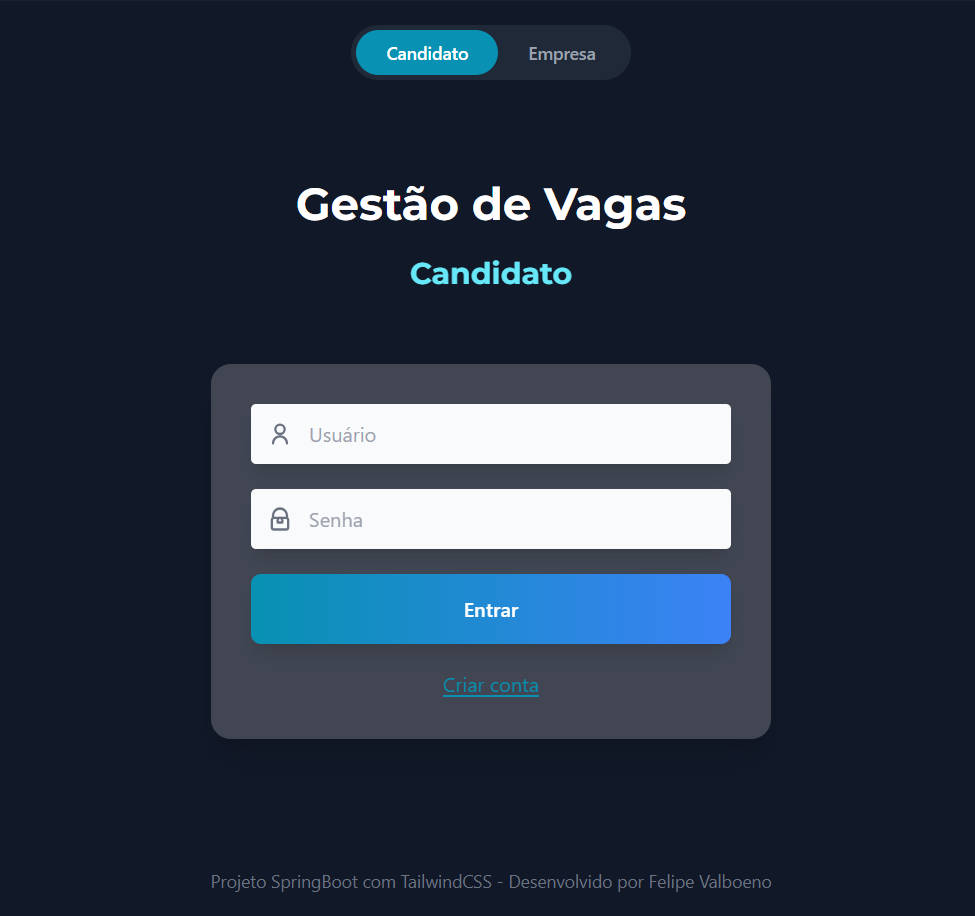 Candidato Empresa
Gestão de Vagas
Candidato
Usuário
Senha
Entrar
Criar conta
Projeto SpringBoot com TailwindCSS - Desenvolvido por Felipe Valboeno